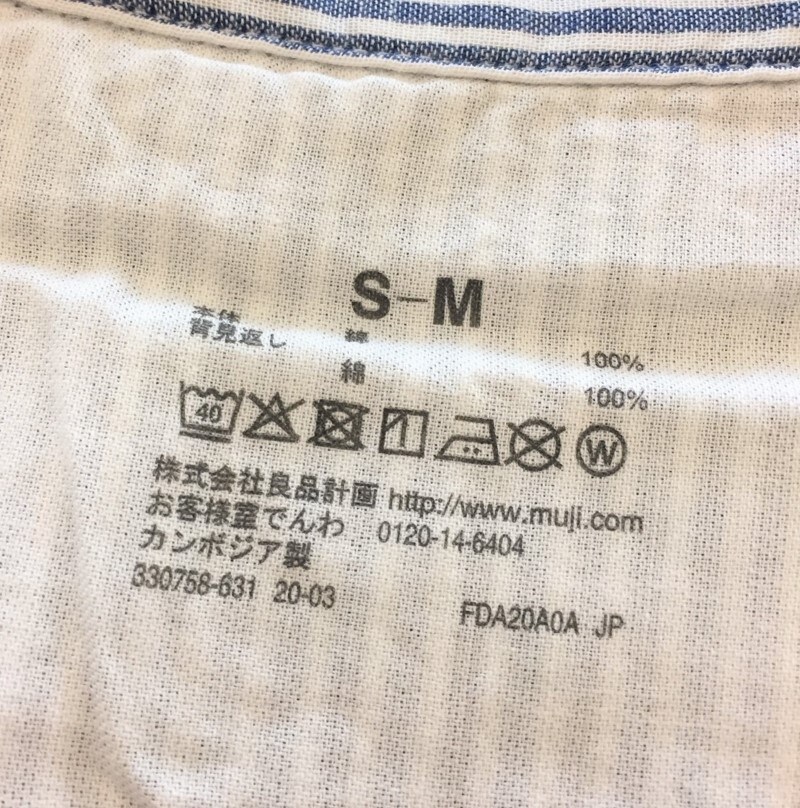 S-M
本体 綿 100%
背見返し 綿 100%
40 W
株式会社良品計画 http://www.muji.com
お客様室でんわ 0120-14-6404
カンボジア製
330758-631 20-03 FDA20A0A JP